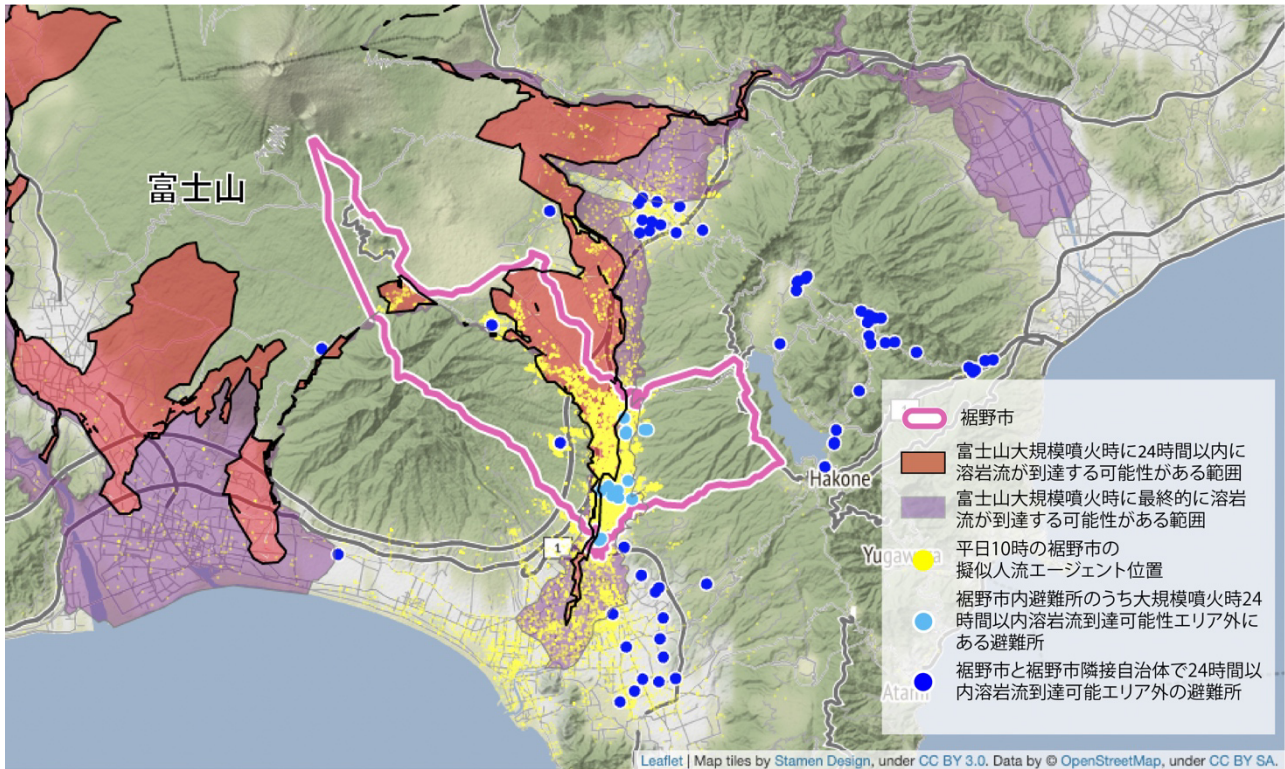 富士山
裾野市
富士山大規模噴火時に24時間以内に
溶岩流が到達する可能性がある範囲
富士山大規模噴火時に最終的に溶岩
流が到達する可能性がある範囲
平日10時の裾野市の
擬似人流エージェント位置
裾野市内避難所のうち大規模噴火時24
時間以内溶岩流到達可能性エリア外に
ある避難所
裾野市と裾野市隣接自治体で24時間以
内溶岩流到達可能エリア外の避難所
Hakone
1
Yugawara
Atami
Leaflet | Map tiles by Stamen Design, under CC BY 3.0. Data by © OpenStreetMap, under CC BY SA.